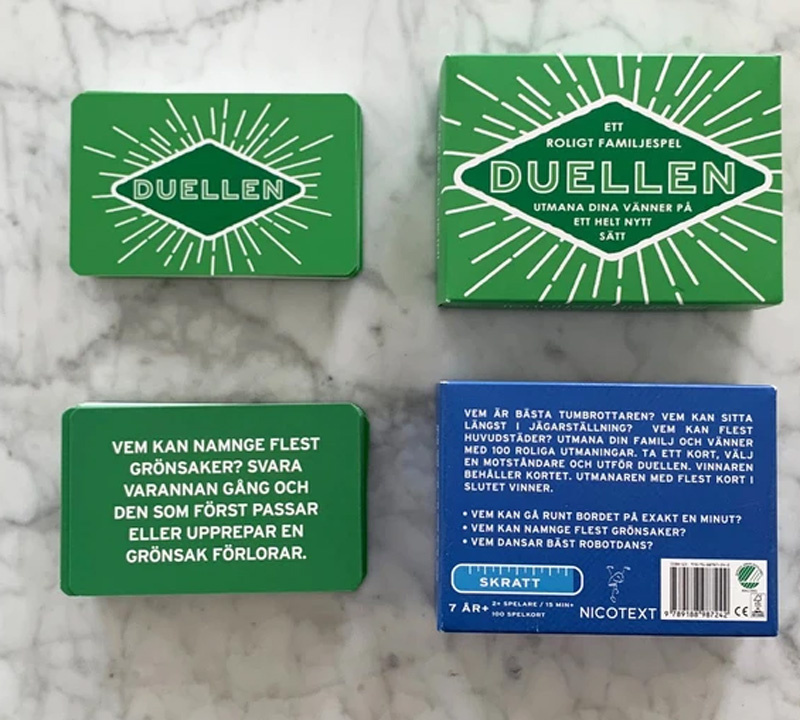 DUELLEN
ETT
ROLIGT FAMILJESPEL
DUELLEN
UTMANA DINA VÄNNER PÅ
ETT HELT NYTT
SÄTT
VEM KAN NAMNGE FLEST
GRÖNSAKER? SVARA
VARANNAN GÅNG OCH
DEN SOM FÖRST PASSAR
ELLER UPPREPAR EN
GRÖNSAK FÖRLORAR.
VEM ÄR BÄSTA TUMBROTTAREN? VEM KAN SITTA
LÄNGST I JÄGARSTÄLLNING? VEM KAN FLEST
HUVUDSTÄDER? UTMANA DIN FAMILJ OCH VÄNNER
MED 100 ROLIGA UTMANINGAR. TA ETT KORT, VÄLJ
EN MOTSTÅNDARE OCH UTFÖR DUELLEN. VINNAREN
BEHÅLLER KORTET. UTMANAREN MED FLEST KORT I
SLUTET VINNER.
• VEM KAN GÅ RUNT BORDET PÅ EXAKT EN MINUT?
• VEM KAN NAMNGE FLEST GRÖNSAKER?
• VEM DANSAR BÄST ROBOTDANS?
SKRATT
7 ÅR+
2+ SPELARE / 15 MIN+
100 SPELKORT
NICOTEXT
9 789188 987242
CE